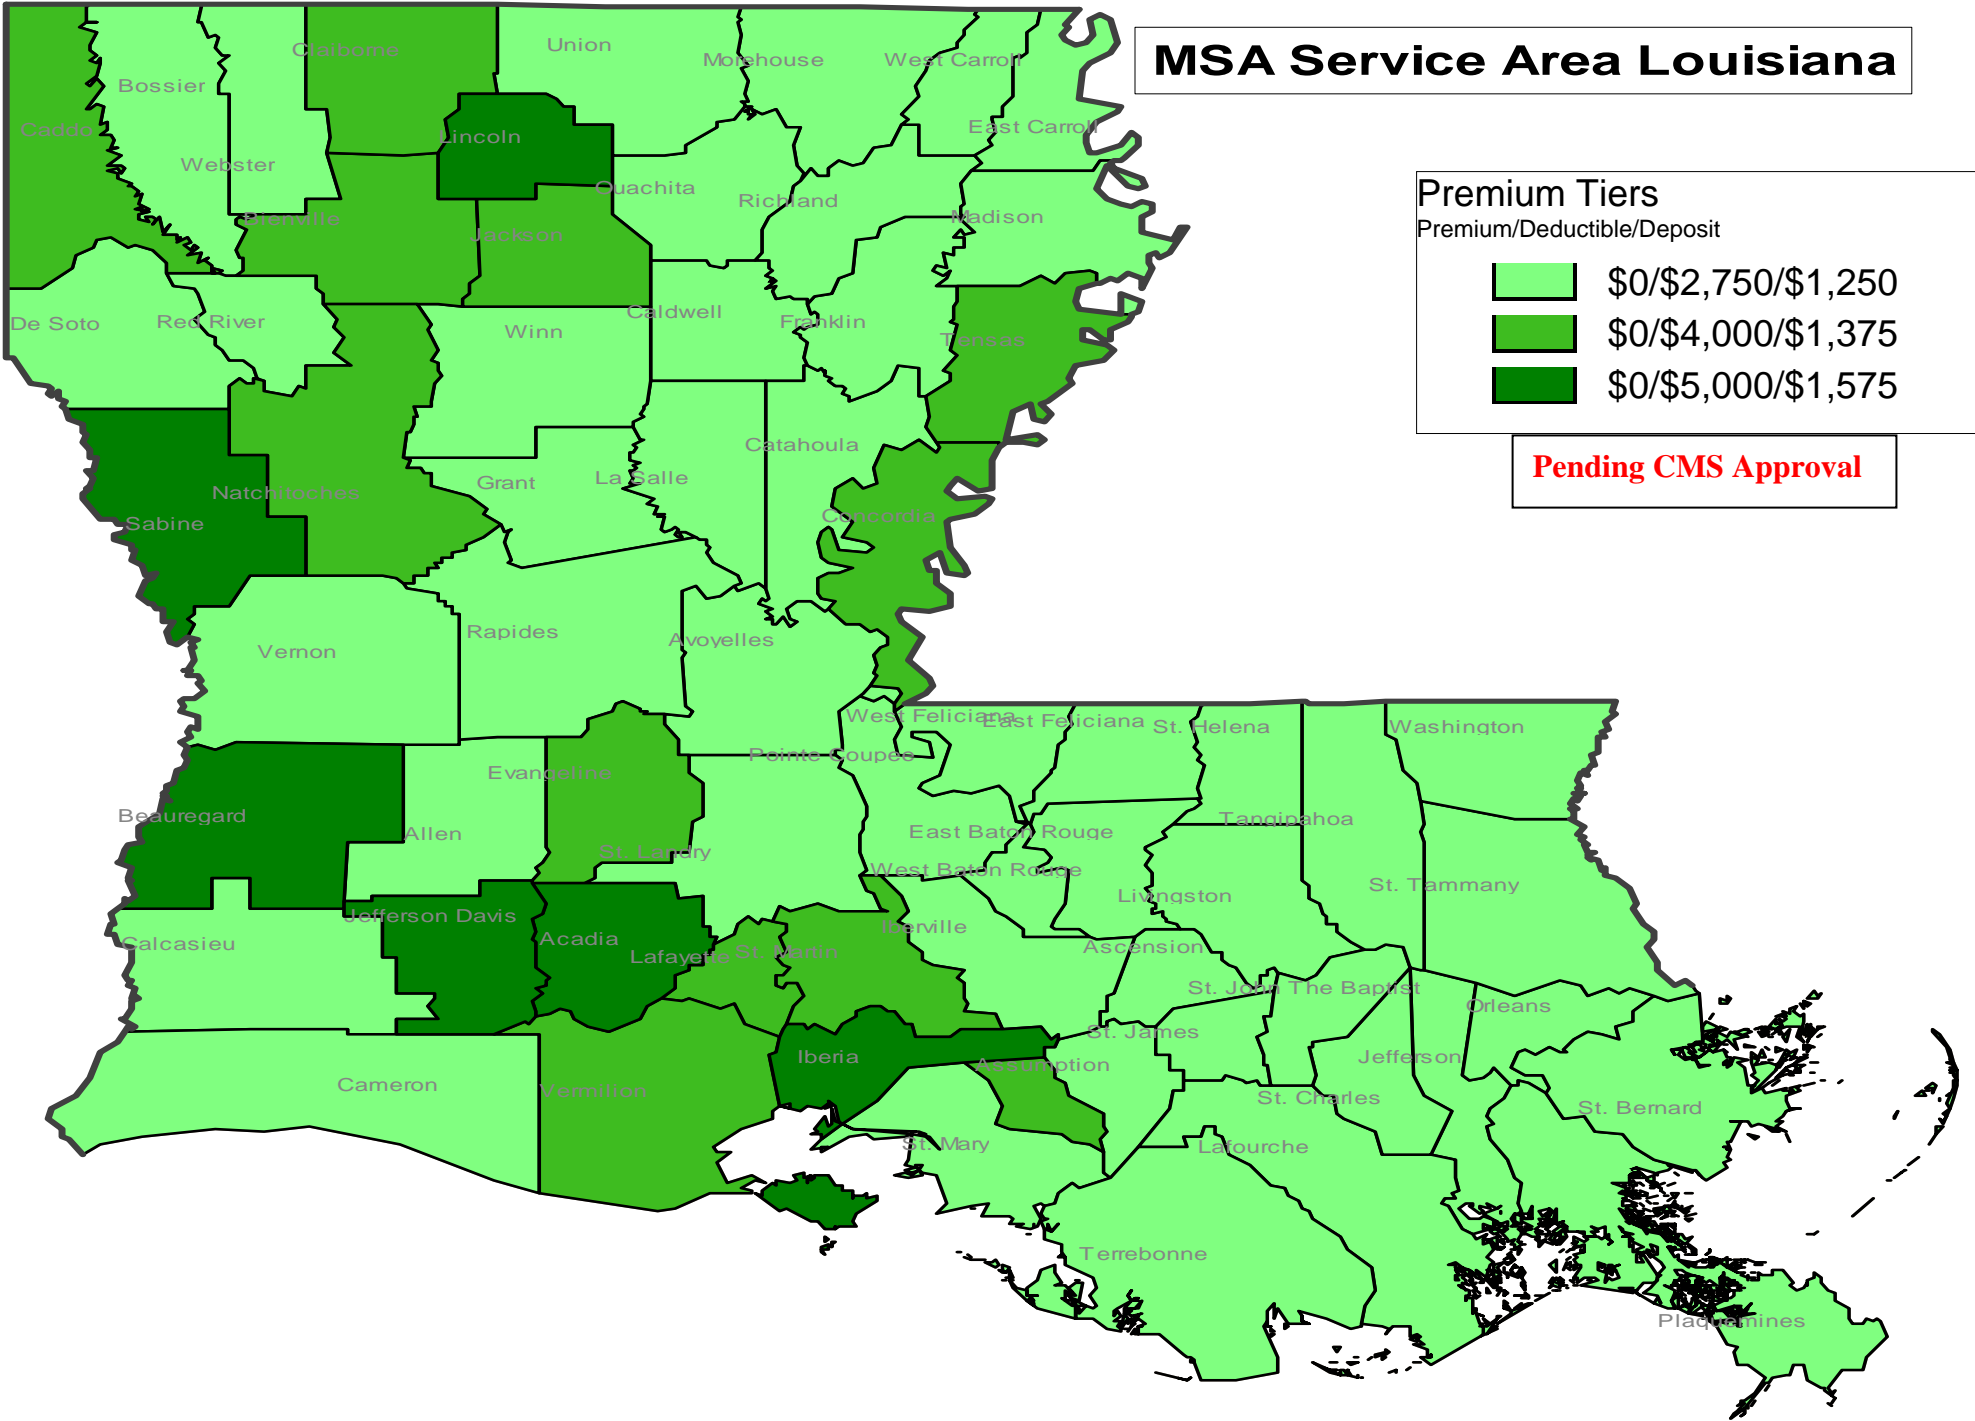 MSA Service Area Louisiana
Premium Tiers
Premium/Deductible/Deposit
$0/$2,750/$1,250
$0/$4,000/$1,375
$0/$5,000/$1,575
Pending CMS Approval
Claiborne
Union
Morehouse
West Carroll
Bossier
Caddo
East Carroll
Lincoln
Webster
Ouachita
Richland
Madison
Bienville
Jackson
De Soto
Red River
Winn
Caldwell
Franklin
Tensas
Catahoula
Natchitoches
Grant
La Salle
Sabine
Concordia
Vernon
Rapides
Avoyelles
West Feliciana
East Feliciana
St. Helena
Washington
Pointe Coupee
Evangeline
Beauregard
Allen
East Baton Rouge
Tangipahoa
St. Landry
West Baton Rouge
St. Tammany
Livingston
Jefferson Davis
Iberville
Calcasieu
Acadia
Lafayette
St. Martin
Ascension
St. John The Baptist
Orleans
St. James
Iberia
Assumption
Jefferson
Cameron
Vermilion
St. Charles
St. Bernard
St. Mary
Lafourche
Terrebonne
Plaquemines